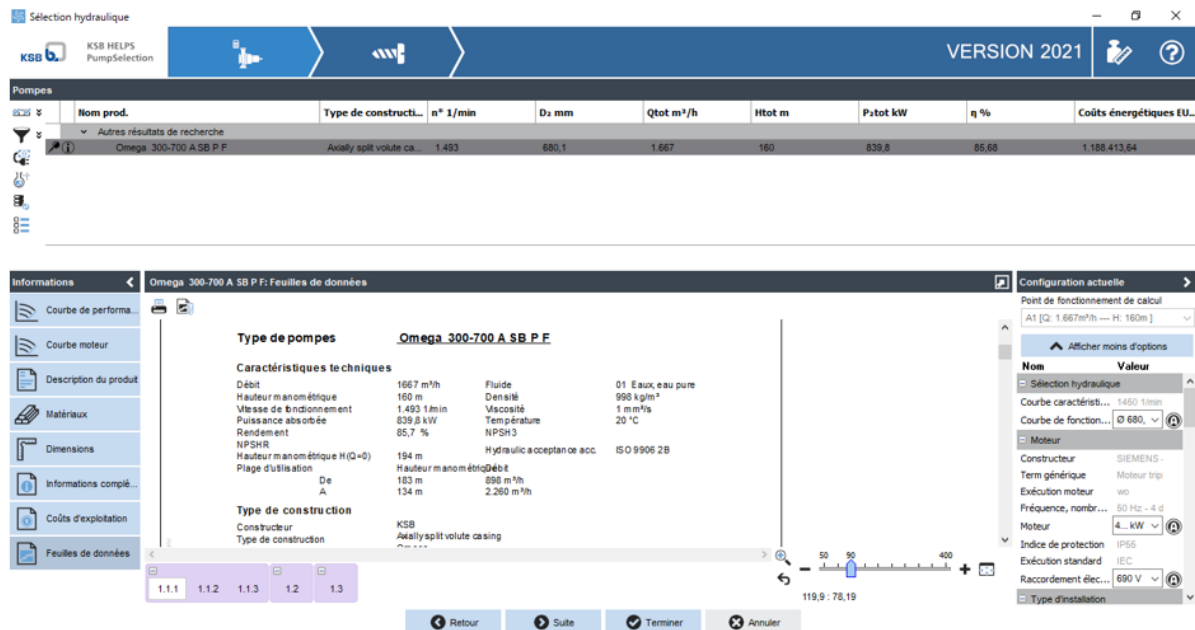 Sélection hydraulique
KSB b. KSB HELPS PumpSelection VERSION 2021
Pompes
Nom prod. Type de constructi... n* 1/min D₂ mm Qtot m³/h Htot m P₂tot kW η % Coûts énergétiques EU...
Autres résultats de recherche
Omega 300-700 A SB P F Axially split volute ca... 1.493 680,1 1.667 160 839,8 85,68 1.188.413,64
Informations
Courbe de performa...
Courbe moteur
Description du produit
Matériaux
Dimensions
Informations complé...
Coûts d'exploitation
Feuilles de données
Omega 300-700 A SB P F: Feuilles de données
Type de pompes Omega 300-700 A SB P F
Caractéristiques techniques
Débit 1667 m³/h Fluide 01 Eaux, eau pure
Hauteur manométrique 160 m Densité 998 kg/m³
Vitesse de fonctionnement 1.493 1/min Viscosité 1 mm²/s
Puissance absorbée 839,8 kW Température 20 °C
Rendement 85,7 % NPSH3
NPSHR Hydraulic acceptance acc. ISO 9906 2B
Hauteur manométrique H(Q=0) 194 m
Plage d'utilisation Hauteur manométriqDébit
De 183 m 898 m³/h
A 134 m 2.260 m³/h
Type de construction
Constructeur KSB
Type de construction Axially split volute casing
1.1.1 1.1.2 1.1.3 1.2 1.3
50 90 400
119,9 : 78,19
Configuration actuelle
Point de fonctionnement de calcul
A1 [Q: 1.667m³/h --- H: 160m ]
Afficher moins d'options
Nom Valeur
Sélection hydraulique
Courbe caractéristi... 1450 1/min
Courbe de fonction... Ø 680,
Moteur
Constructeur SIEMENS -
Term générique Moteur trip
Exécution moteur wo
Fréquence, nombr... 50 Hz - 4 d
Moteur 4... kW
Indice de protection IP55
Exécution standard IEC
Raccordement élec... 690 V
Type d'installation
Retour Suite Terminer Annuler